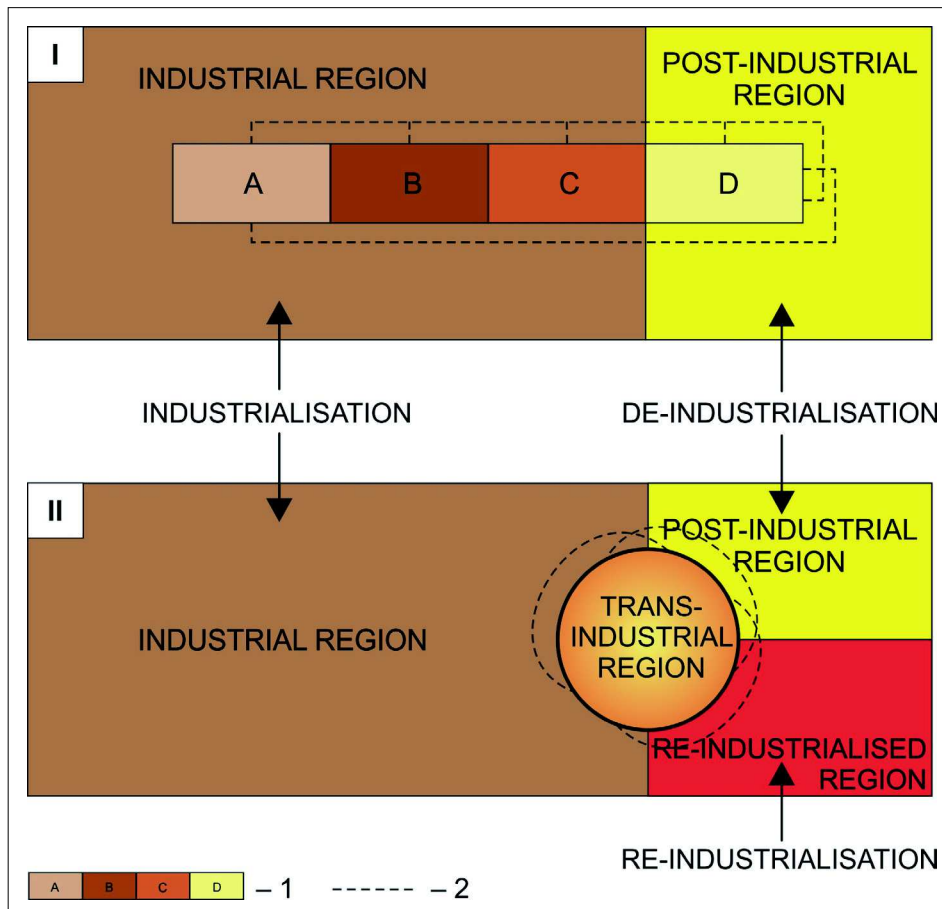 I
INDUSTRIAL REGION
POST-INDUSTRIAL
REGION
A
B
C
D
INDUSTRIALISATION
DE-INDUSTRIALISATION
II
POST-INDUSTRIAL
REGION
INDUSTRIAL REGION
TRANS-
INDUSTRIAL
REGION
RE-INDUSTRIALISED
REGION
RE-INDUSTRIALISATION
A B C D – 1 – 2